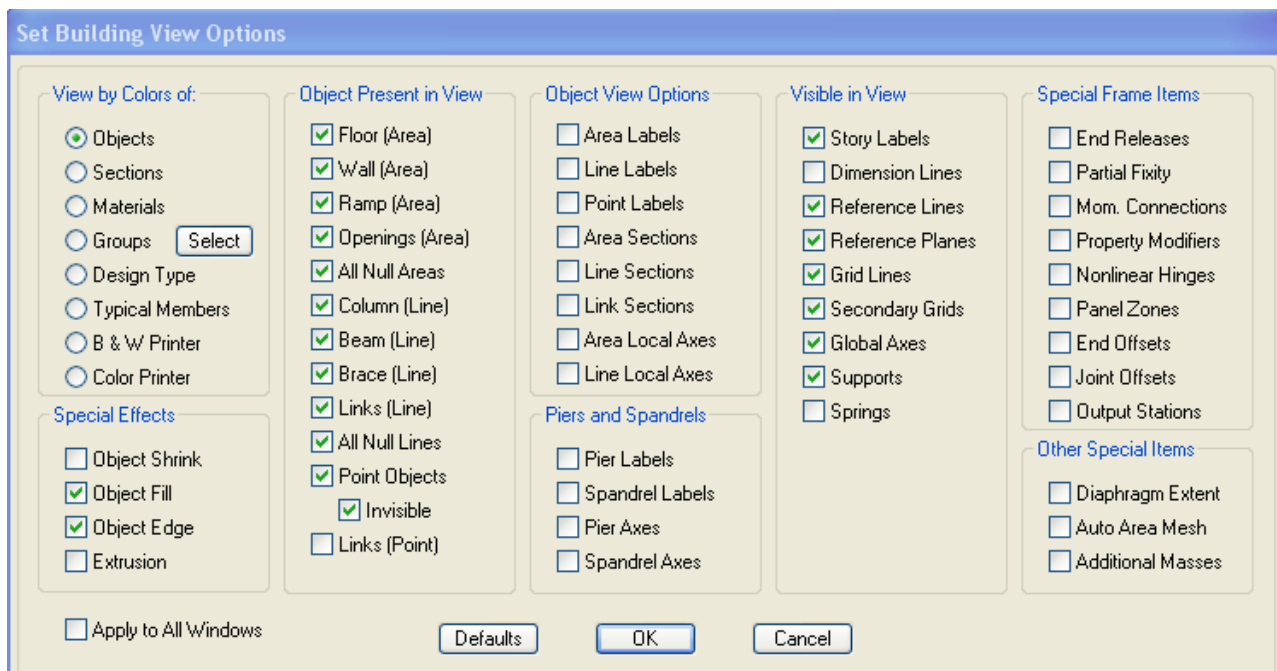 Set Building View Options
View by Colors of:
Objects
Sections
Materials
Groups Select
Design Type
Typical Members
B & W Printer
Color Printer
Special Effects
Object Shrink
Object Fill
Object Edge
Extrusion
Apply to All Windows
Object Present in View
Floor (Area)
Wall (Area)
Ramp (Area)
Openings (Area)
All Null Areas
Column (Line)
Beam (Line)
Brace (Line)
Links (Line)
All Null Lines
Point Objects
Invisible
Links (Point)
Object View Options
Area Labels
Line Labels
Point Labels
Area Sections
Line Sections
Link Sections
Area Local Axes
Line Local Axes
Piers and Spandrels
Pier Labels
Spandrel Labels
Pier Axes
Spandrel Axes
Visible in View
Story Labels
Dimension Lines
Reference Lines
Reference Planes
Grid Lines
Secondary Grids
Global Axes
Supports
Springs
Special Frame Items
End Releases
Partial Fixity
Mom. Connections
Property Modifiers
Nonlinear Hinges
Panel Zones
End Offsets
Joint Offsets
Output Stations
Other Special Items
Diaphragm Extent
Auto Area Mesh
Additional Masses
Defaults OK Cancel